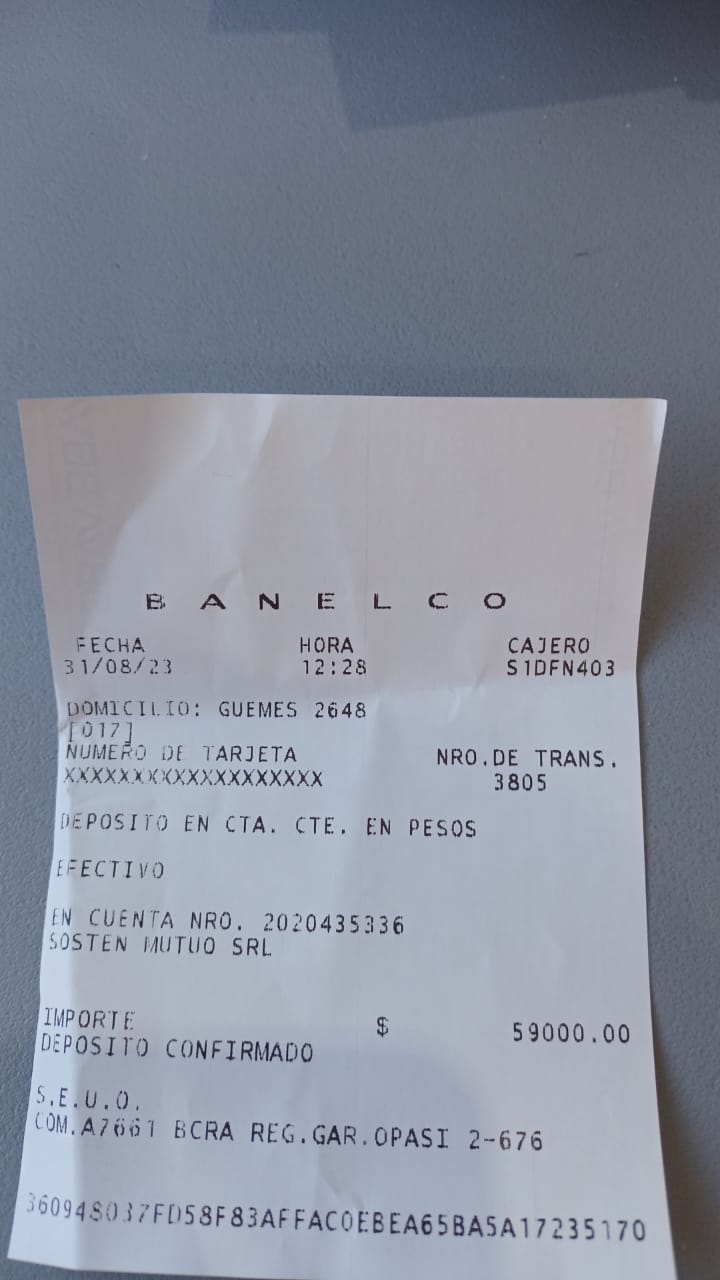 B A N E L C O
FECHA HORA CAJERO
31/08/23 12:28 S1DFN403
DOMICILIO: GUEMES 2648
[017]
NUMERO DE TARJETA NRO.DE TRANS.
XXXXXXXXXXXXXXXXXXX 3805
DEPOSITO EN CTA. CTE. EN PESOS
EFECTIVO
EN CUENTA NRO. 2020435336
SOSTEN MUTUO SRL
IMPORTE $ 59000.00
DEPOSITO CONFIRMADO
S.E.U.O.
COM.A7661 BCRA REG.GAR.OPASI 2-676
360948037FD58F83AFFAC0EBEA65BA5A17235170